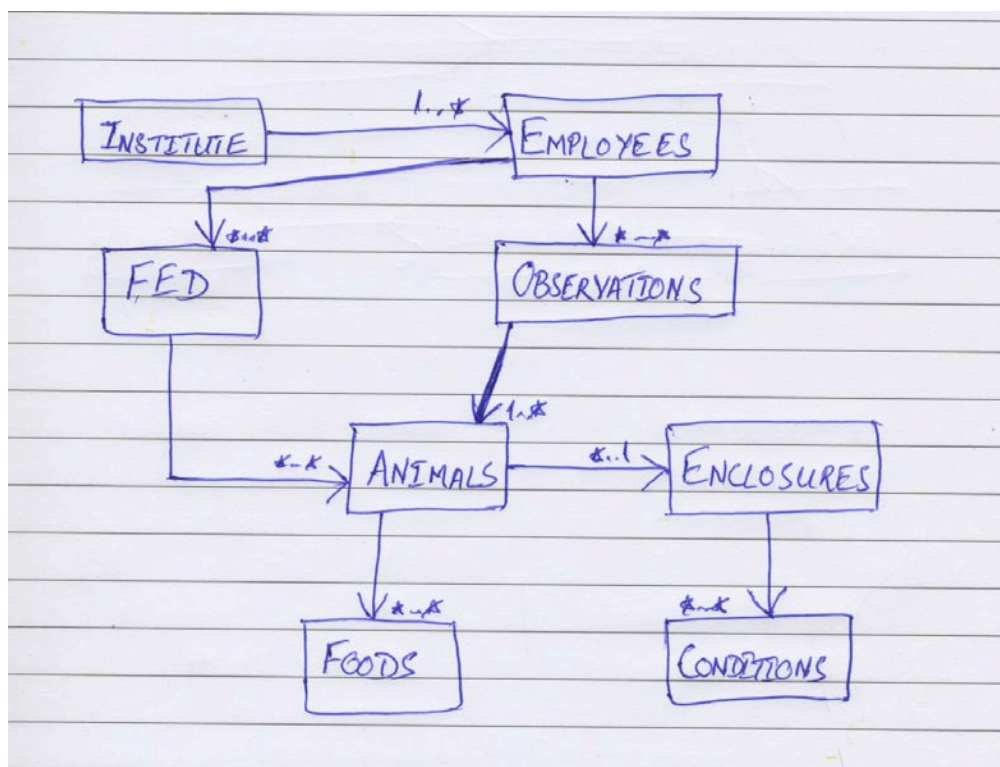 1..*
INSTITUTE
EMPLOYEES
*..*
*..*
FED
OBSERVATIONS
1..*
*..*
ANIMALS
*..1
ENCLOSURES
*..*
*..*
FOODS
CONDITIONS